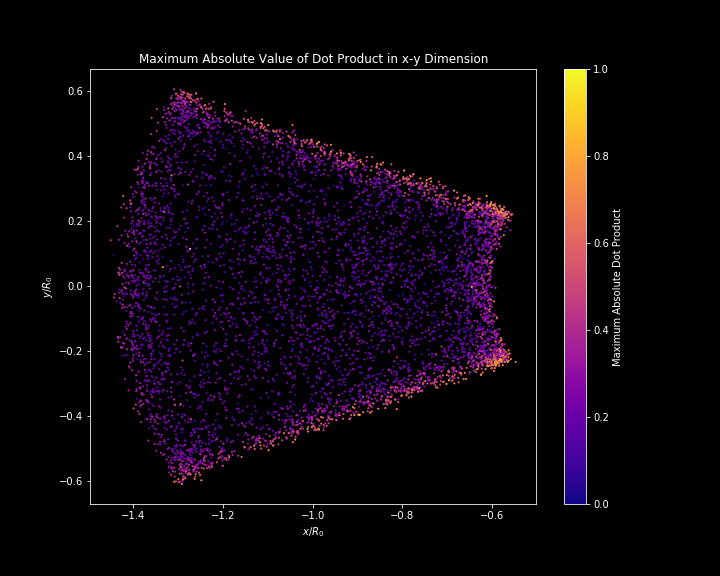 Maximum Absolute Value of Dot Product in x-y Dimension
0.6
0.4
0.2
0.0
−0.2
−0.4
−0.6
y/R₀
−1.4 −1.2 −1.0 −0.8 −0.6
x/R₀
1.0
0.8
0.6
0.4
0.2
0.0
Maximum Absolute Dot Product